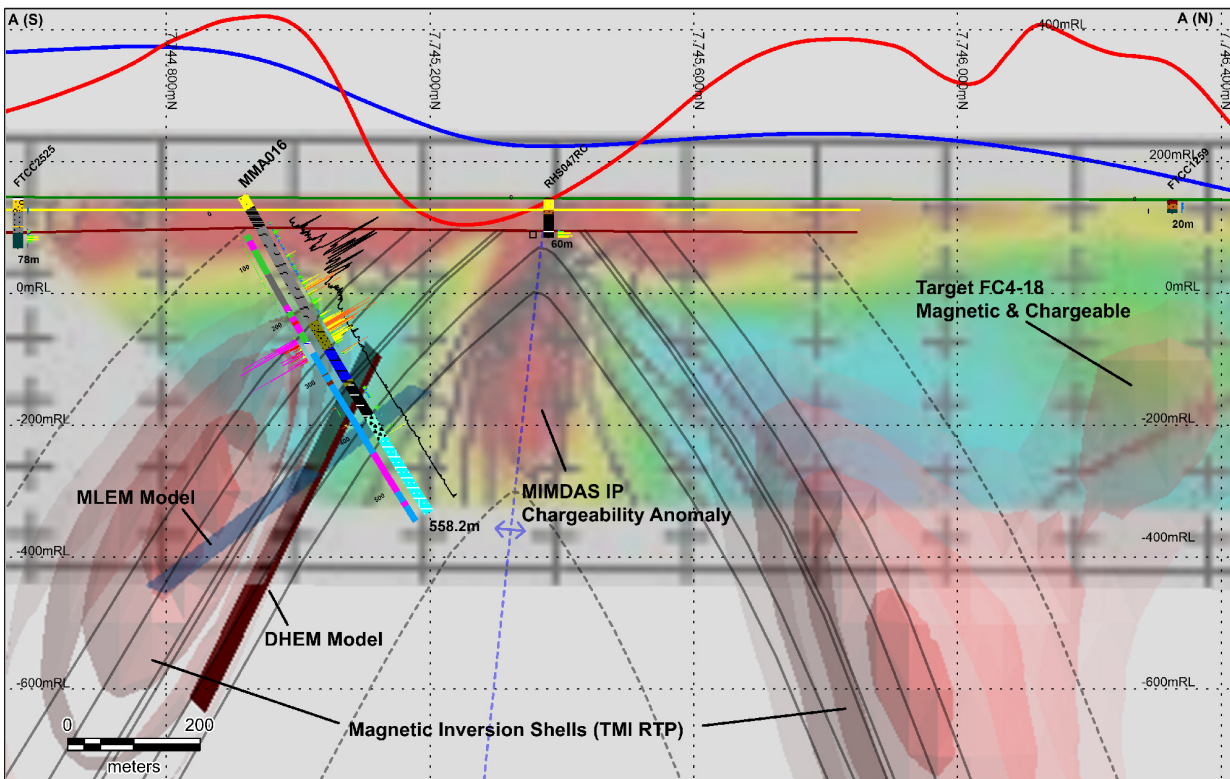 A (S)
A (N)
7,744,800mN
7,745,200mN
7,745,600mN
7,746,000mN
7,746,400mN
400mRL
200mRL
200mRL
FTCC2525
MMA016
RHS047RC
FTCC1259
0
0
78m
60m
20m
100
200
300
400
500
0mRL
0mRL
Target FC4-18
Magnetic & Chargeable
-200mRL
-200mRL
MLEM Model
MIMDAS IP
Chargeability Anomaly
558.2m
-400mRL
-400mRL
DHEM Model
-600mRL
-600mRL
Magnetic Inversion Shells (TMI RTP)
0
200
meters